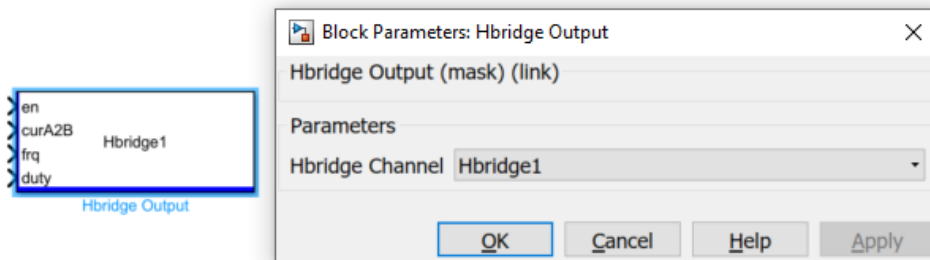 en
curA2B
frq
duty
Hbridge1
Hbridge Output
Block Parameters: Hbridge Output
Hbridge Output (mask) (link)
Parameters
Hbridge Channel Hbridge1
OK Cancel Help Apply